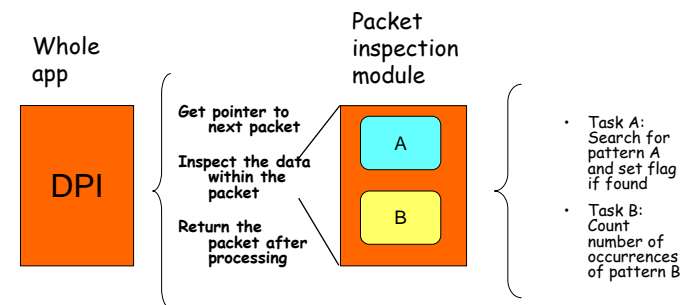 Whole
app
DPI
Get pointer to
next packet
Inspect the data
within the
packet
Return the
packet after
processing
Packet
inspection
module
A
B
• Task A:
Search for
pattern A
and set flag
if found
• Task B:
Count
number of
occurrences
of pattern B